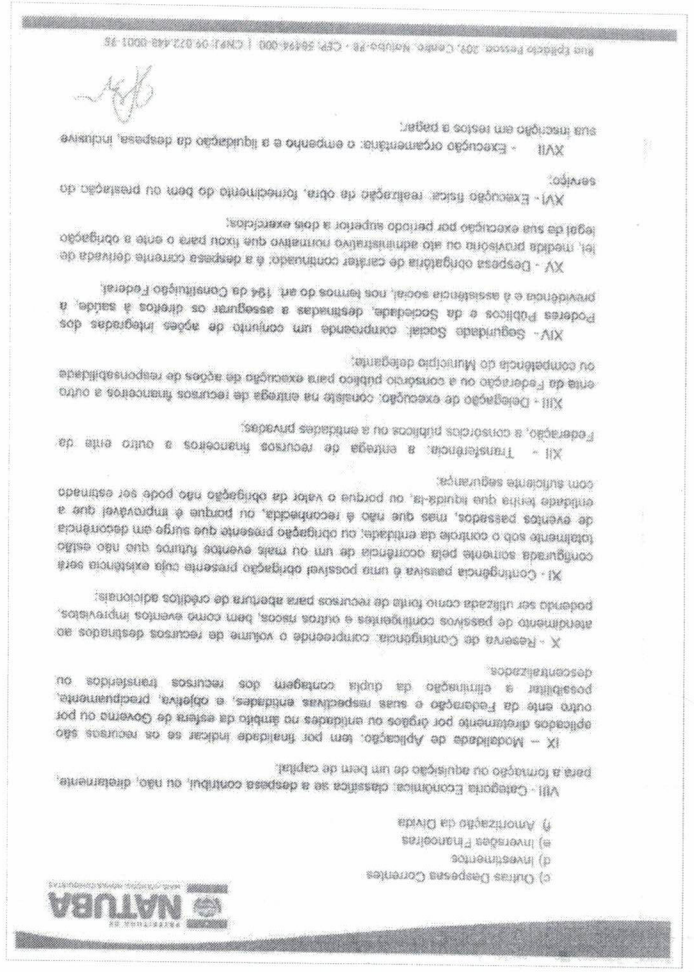 PREFEITURA DE
NATUBA
c) Outras Despesas Correntes
d) Investimentos
e) Inversões Financeiras
f) Amortização da Dívida
VIII - Categoria Econômica: classifica se a despesa contribui, ou não, diretamente,
para a formação ou aquisição de um bem de capital.
IX – Modalidade de Aplicação: tem por finalidade indicar se os recursos são
aplicados diretamente por órgãos ou entidades no âmbito da esfera de Governo ou por
outro ente da Federação e suas respectivas entidades, e objetiva, precipuamente,
possibilitar a eliminação da dupla contagem dos recursos transferidos ou
descentralizados.
X - Reserva de Contingência: compreende o volume de recursos destinados ao
atendimento de passivos contingentes e outros riscos, bem como eventos imprevistos,
podendo ser utilizada como fonte de recursos para abertura de créditos adicionais;
XI - Contingência passiva é uma possível obrigação presente cuja existência será
configurada somente pela ocorrência de um ou mais eventos futuros que não estão
totalmente sob o controle da entidade; ou obrigação presente que surge em decorrência
de eventos passados, mas que não é reconhecida, ou porque é improvável que a
entidade tenha que liquidá-la, ou porque o valor da obrigação não pode ser estimado
com suficiente segurança;
XII - Transferência: a entrega de recursos financeiros a outro ente da
Federação, a consórcios públicos ou a entidades privadas;
XIII - Delegação de execução: consiste na entrega de recursos financeiros a outro
ente da Federação ou a consórcio público para execução de ações de responsabilidade
ou competência do Município delegante;
XIV- Seguridade Social: compreende um conjunto de ações integradas dos
Poderes Públicos e da Sociedade, destinadas a assegurar os direitos à saúde, à
previdência e à assistência social, nos termos do art. 194 da Constituição Federal;
XV - Despesa obrigatória de caráter continuado: é a despesa corrente derivada de
lei, medida provisória ou ato administrativo normativo que fixou para o ente a obrigação
legal da sua execução por período superior a dois exercícios;
XVI- Execução física: realização da obra, fornecimento do bem ou prestação do
serviço;
XVII - Execução orçamentária: o empenho e a liquidação da despesa, inclusive
sua inscrição em restos a pagar;
Rua Epitácio Pessoa, 209, Centro, Natuba-PB - CEP: 58494-000 | CNPJ: 09.072.448-0001-95